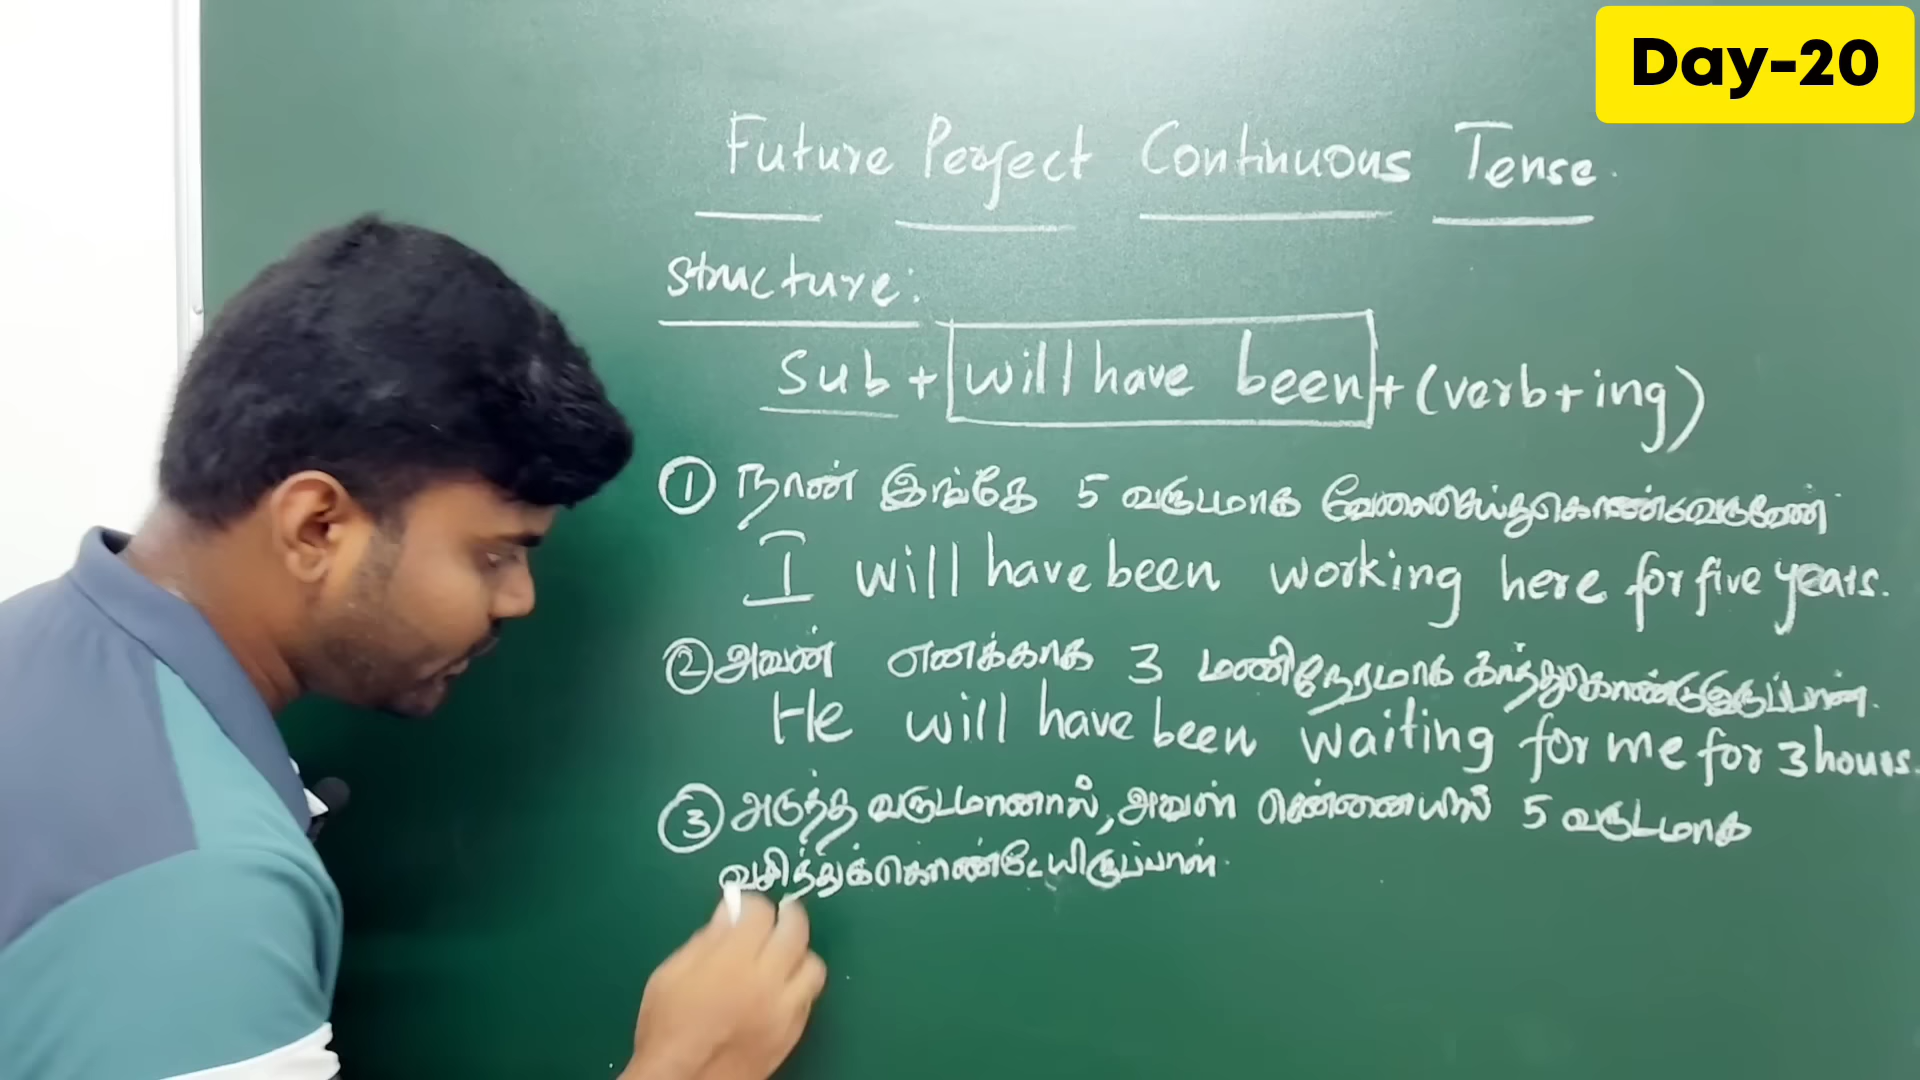 Day-20
Future Perfect Continuous Tense.
structure:
Sub + will have been + (verb+ing)
① நான் இங்கே 5 வருடமாக வேலைசெய்துகொண்டிருவேன்
I will have been working here for five years.
② அவன் எனக்காக 3 மணிநேரமாக காத்துகொண்டுஇருப்பான்.
He will have been waiting for me for 3 hours.
③ அடுத்த வருடமானால், அவள் சென்னையில் 5 வருடமாக
வசித்துக்கொண்டேயிருப்பாள்.